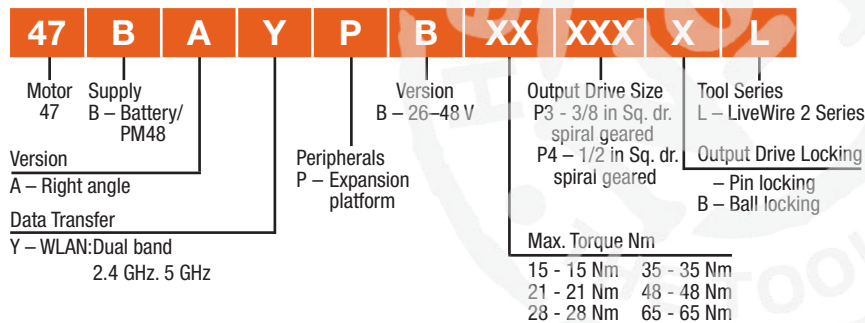 47 B A Y P B XX XXX X L
Motor
47
Supply
B – Battery/
PM48
Version
A – Right angle
Data Transfer
Y – WLAN:Dual band
2.4 GHz. 5 GHz
Peripherals
P – Expansion
platform
Version
B – 26–48 V
Output Drive Size
P3 - 3/8 in Sq. dr.
spiral geared
P4 – 1/2 in Sq. dr.
spiral geared
Tool Series
L – LiveWire 2 Series
Output Drive Locking
– Pin locking
B – Ball locking
Max. Torque Nm
15 - 15 Nm 35 - 35 Nm
21 - 21 Nm 48 - 48 Nm
28 - 28 Nm 65 - 65 Nm